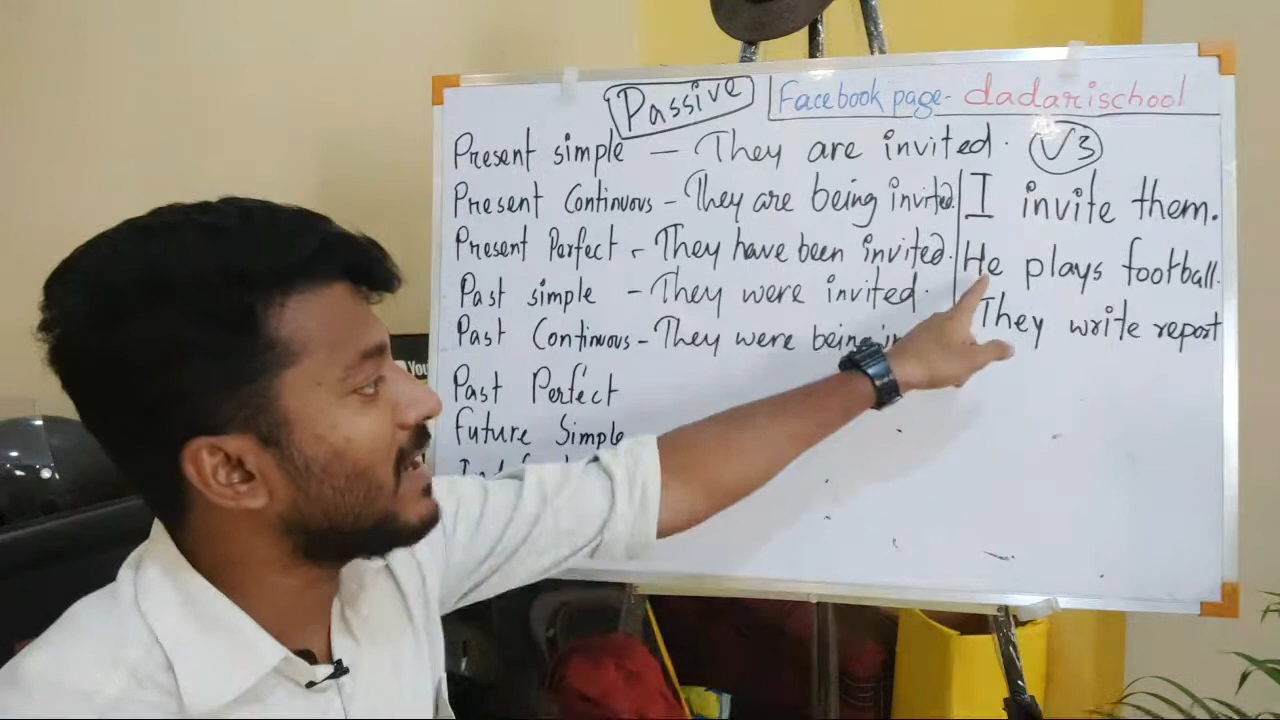 Passive
Facebook page- dadarischool
Present simple – They are invited. V3
Present Continuous – They are being invited.
Present Perfect – They have been invited.
Past simple – They were invited.
Past Continuous – They were being
Past Perfect
Future Simple
I invite them.
He plays football.
They write report
You